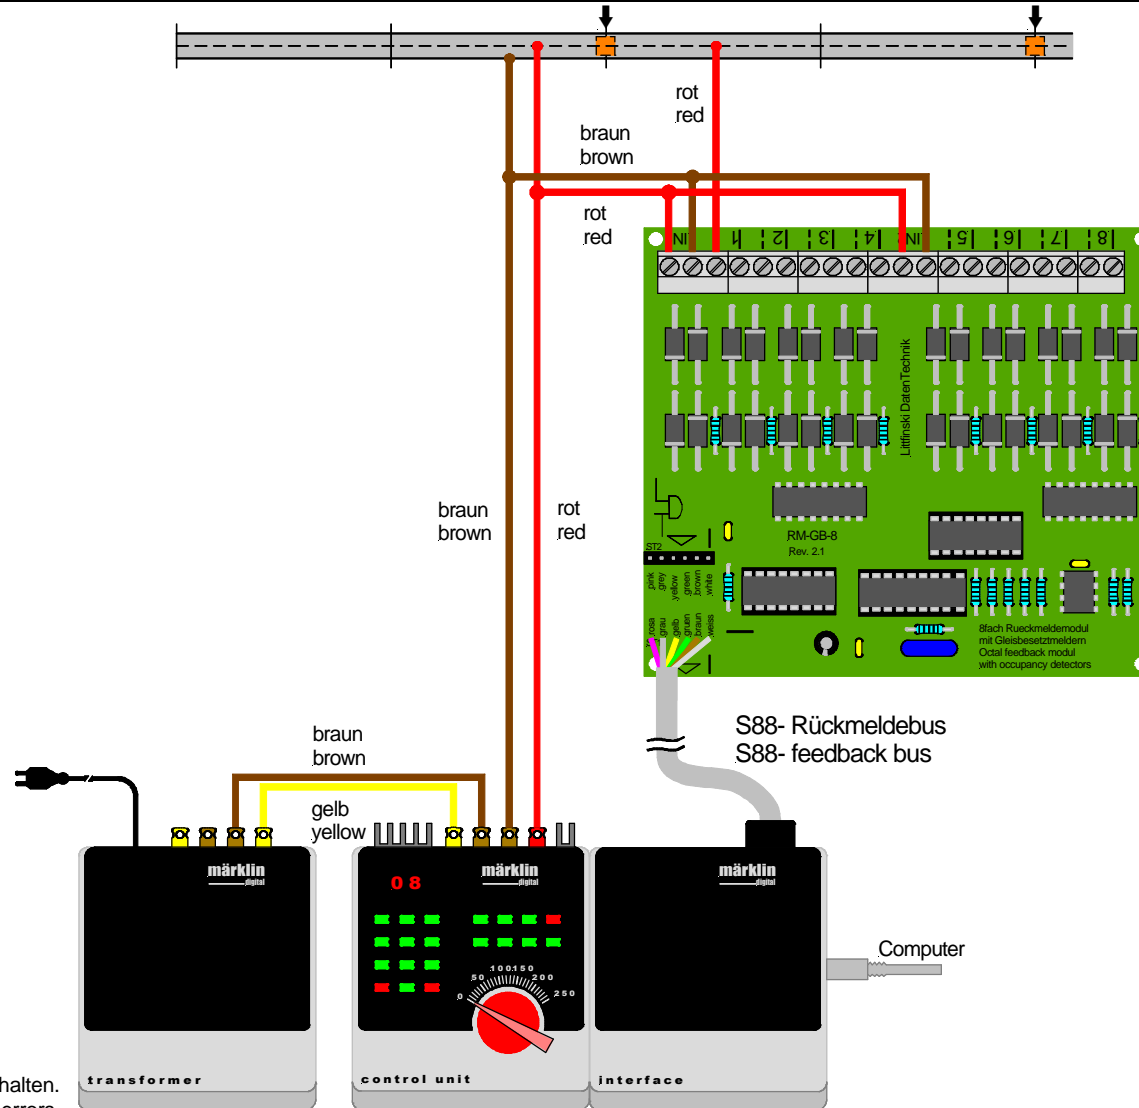 rot
red
braun
brown
rot
red
IN 1 2 3 4 IN 5 6 7 8
Littfinski DatenTechnik
braun
brown
rot
red
RM-GB-8
Rev. 2.1
ST2
pink
grey
yellow
green
brown
white
rosa
grau
gelb
gruen
braun
weiss
8fach Rueckmeldemodul
mit Gleisbesetztmeldern
Octal feedback modul
with occupancy detectors
S88- Rückmeldebus
S88- feedback bus
braun
brown
gelb
yellow
märklin
digital
märklin
digital
märklin
digital
08
0 50 100 150 200 250
Computer
transformer
control unit
interface
halten.
errors.